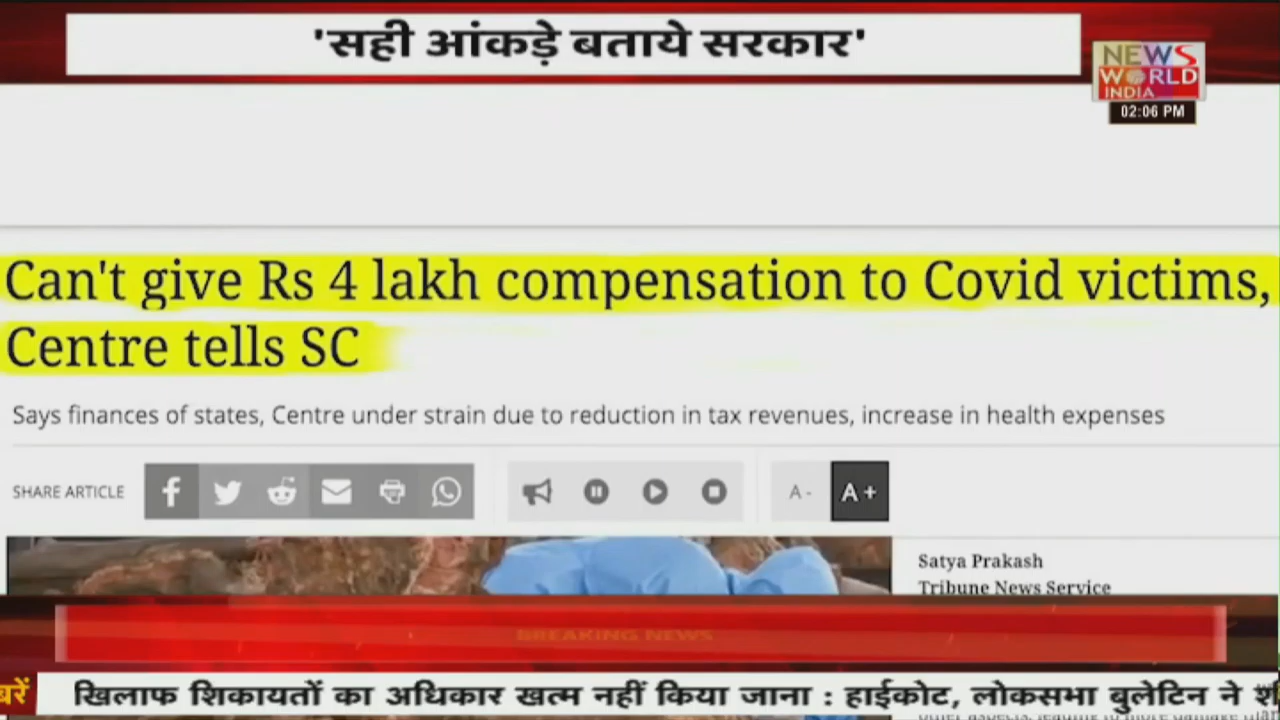 'सही आंकड़े बताये सरकार'
NEWS
WORLD
INDIA
02:06 PM
Can't give Rs 4 lakh compensation to Covid victims,
Centre tells SC
Says finances of states, Centre under strain due to reduction in tax revenues, increase in health expenses
SHARE ARTICLE
A -
A +
Satya Prakash
Tribune News Service
BREAKING NEWS
खिलाफ शिकायतों का अधिकार खत्म नहीं किया जाना : हाईकोट, लोकसभा बुलेटिन ने